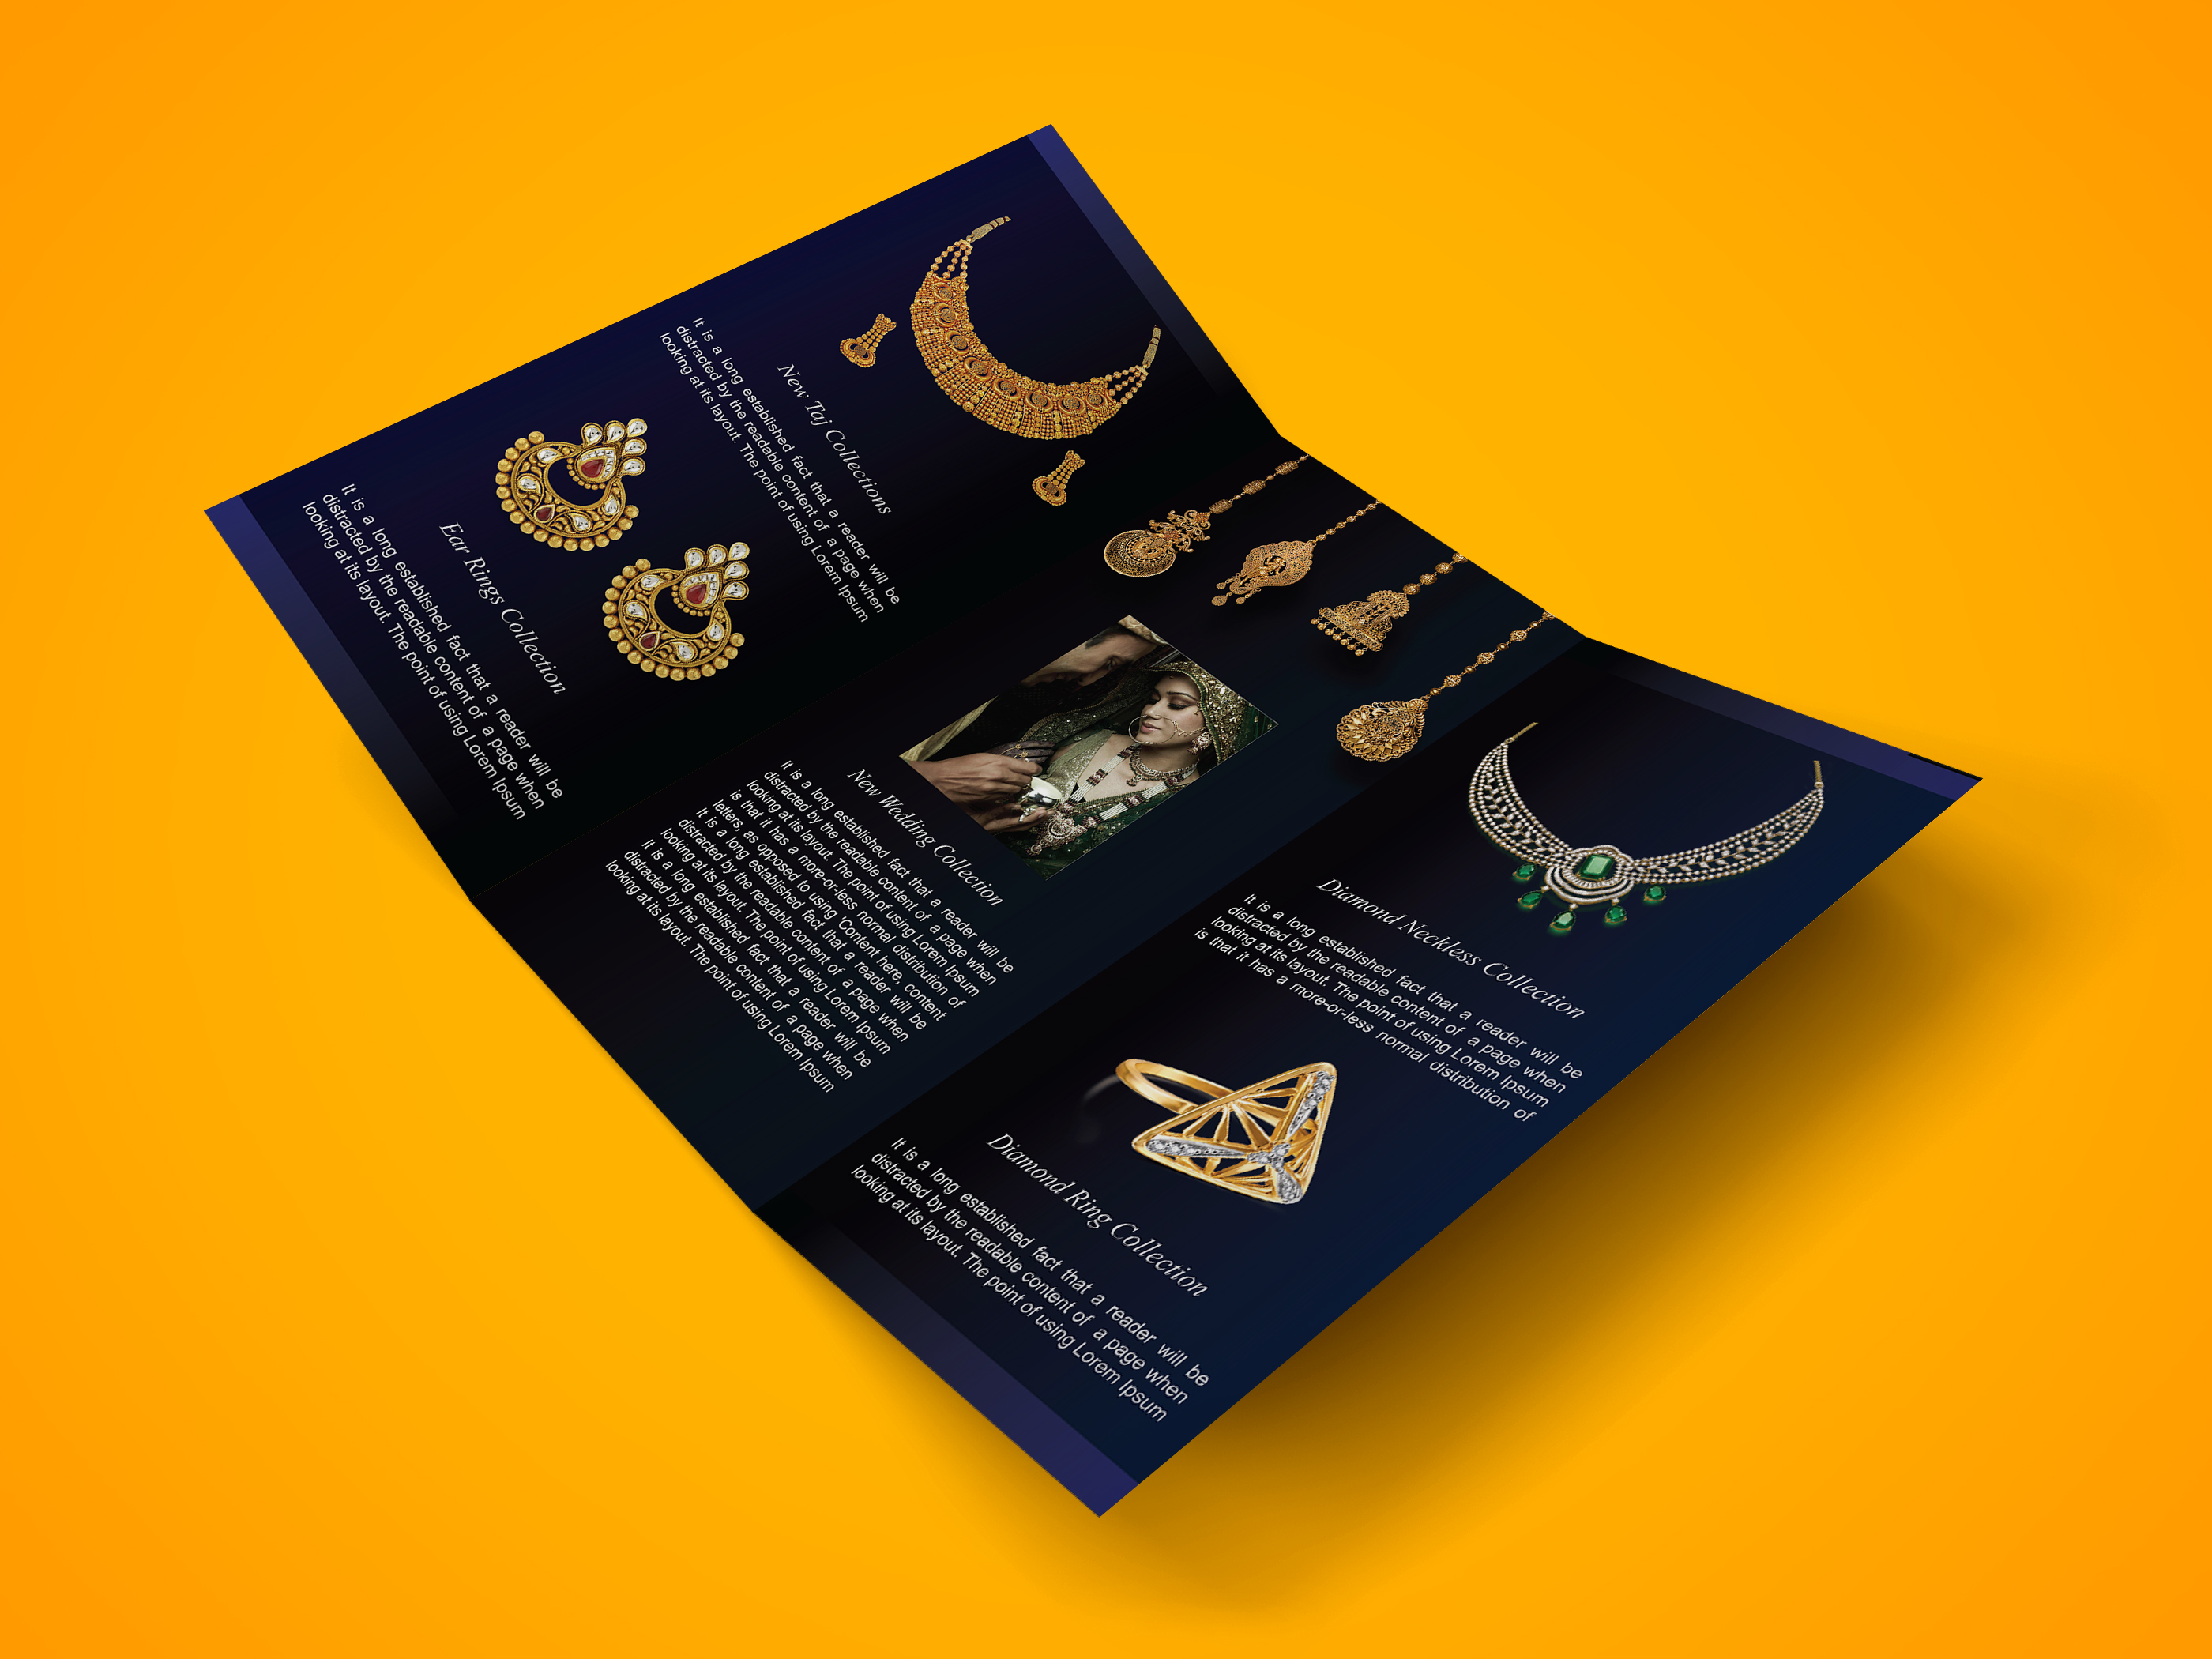 New Taj Collections
It is a long established fact that a reader will be
distracted by the readable content of a page when
looking at its layout. The point of using Lorem Ipsum
Ear Rings Collection
It is a long established fact that a reader will be
distracted by the readable content of a page when
looking at its layout. The point of using Lorem Ipsum
New Wedding Collection
It is a long established fact that a reader will be
distracted by the readable content of a page when
looking at its layout. The point of using Lorem Ipsum
is that it has a more-or-less normal distribution of
letters, as opposed to using 'Content here, content
It is a long established fact that a reader will be
distracted by the readable content of a page when
looking at its layout. The point of using Lorem Ipsum
It is a long established fact that a reader will be
distracted by the readable content of a page when
looking at its layout. The point of using Lorem Ipsum
Diamond Neckless Collection
It is a long established fact that a reader will be
distracted by the readable content of a page when
looking at its layout. The point of using Lorem Ipsum
is that it has a more-or-less normal distribution of
Diamond Ring Collection
It is a long established fact that a reader will be
distracted by the readable content of a page when
looking at its layout. The point of using Lorem Ipsum